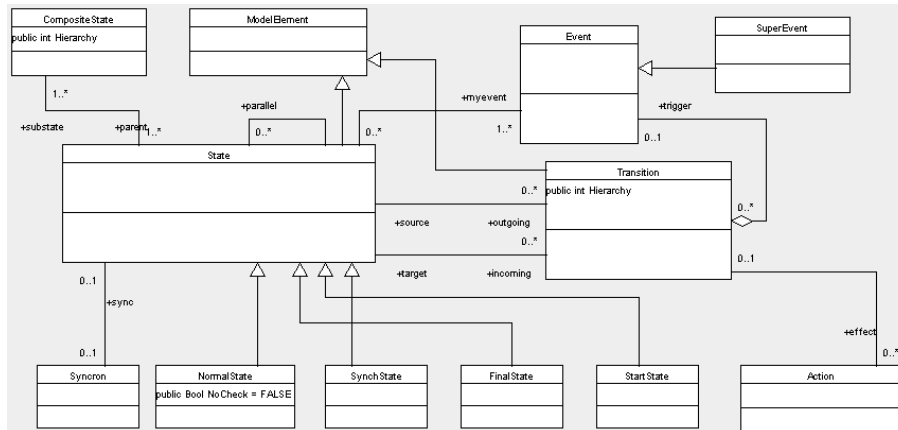 CompositeState
public int Hierarchy
ModelElement
Event
SuperEvent
1..*
+substate
+parent
1..*
+parallel
0..*
0..*
+myevent
1..*
+trigger
0..1
State
Transition
public int Hierarchy
0..*
+source
+outgoing
0..*
0..*
+target
+incoming
0..1
0..1
+sync
0..1
+effect
0..*
Syncron
NormalState
public Bool NoCheck = FALSE
SynchState
FinalState
StartState
Action